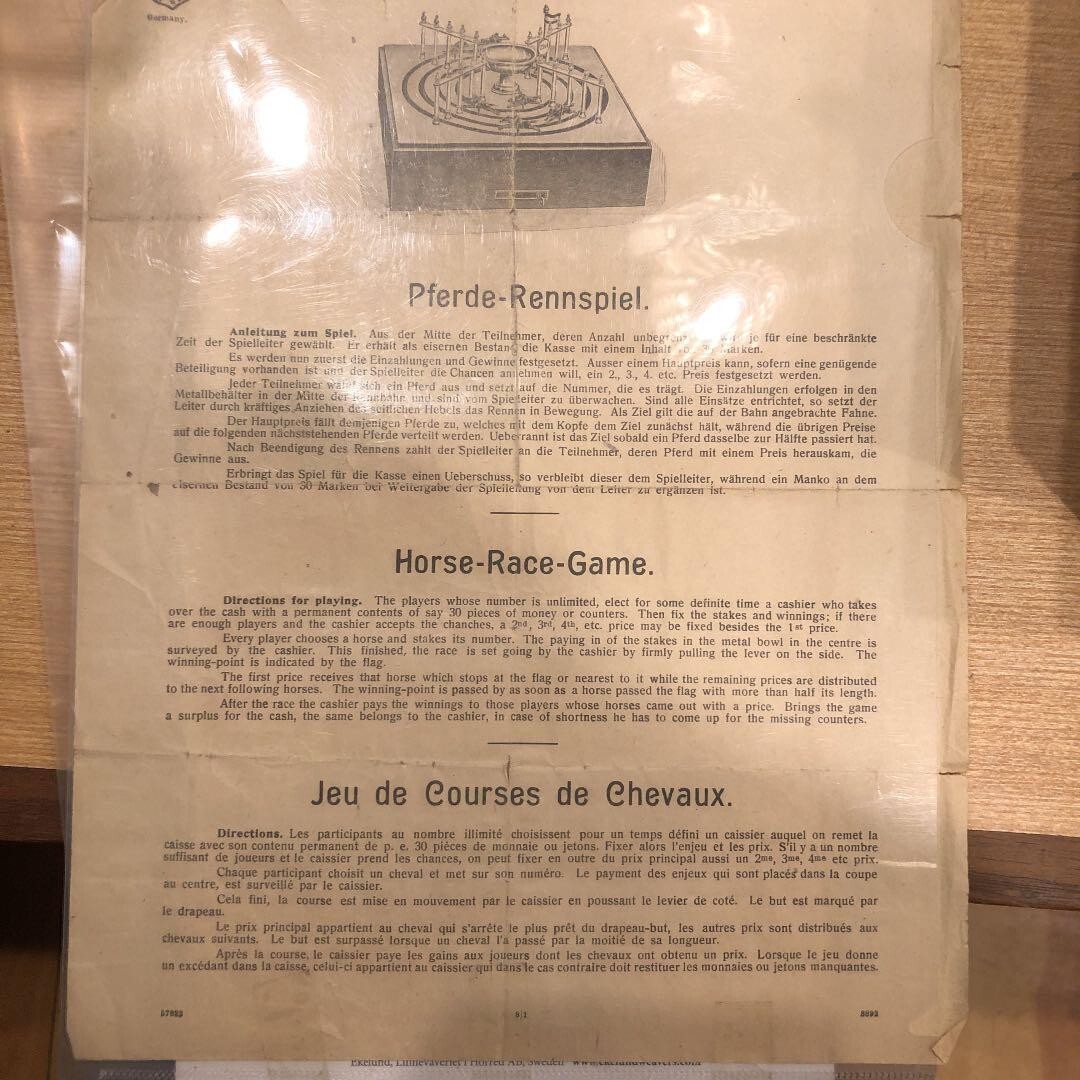 Germany.
Pferde-Rennspiel.
Anleitung zum Spiel. Aus der Mitte der Teilnehmer, deren Anzahl je für eine beschränkte
Zeit der Spielleiter gewählt. Er erhält als eisernen Bestand die Kasse mit einem Inhalt Marken.
Es werden nun zuerst die Einzahlungen und Gewinne festgesetzt. Ausser einem Hauptpreis kann, sofern eine genügende
Beteiligung vorhanden ist und der Spielleiter die Chancen annehmen will, ein 2., 3., 4. etc. Preis festgesetzt werden.
Jeder Teilnehmer wählt sich ein Pferd aus und setzt auf die Nummer, die es trägt. Die Einzahlungen erfolgen in den
Metallbehälter in der Mitte der Rennbahn und sind vom Spielleiter zu überwachen. Sind alle Einsätze entrichtet, so setzt der
Leiter durch kräftiges Anziehen des seitlichen Hebels das Rennen in Bewegung. Als Ziel gilt die auf der Bahn angebrachte Fahne.
Der Hauptpreis fällt demjenigen Pferde zu, welches mit dem Kopfe dem Ziel zunächst hält, während die übrigen Preise
auf die folgenden nächststehenden Pferde verteilt werden. Ueberrannt ist das Ziel sobald ein Pferd dasselbe zur Hälfte passiert hat.
Nach Beendigung des Rennens zahlt der Spielleiter an die Teilnehmer, deren Pferd mit einem Preis herauskam, die
Gewinne aus.
Erbringt das Spiel für die Kasse einen Ueberschuss, so verbleibt dieser dem Spielleiter, während ein Manko an dem
eisernen Bestand von 30 Marken bei Weitergabe der Spielleitung von dem Leiter zu ergänzen ist.
Horse-Race-Game.
Directions for playing. The players whose number is unlimited, elect for some definite time a cashier who takes
over the cash with a permanent contents of say 30 pieces of money or counters. Then fix the stakes and winnings; if there
are enough players and the cashier accepts the chanches, a 2nd, 3rd, 4th, etc. price may be fixed besides the 1st price.
Every player chooses a horse and stakes its number. The paying in of the stakes in the metal bowl in the centre is
surveyed by the cashier. This finished, the race is set going by the cashier by firmly pulling the lever on the side. The
winning-point is indicated by the flag.
The first price receives that horse which stops at the flag or nearest to it while the remaining prices are distributed
to the next following horses. The winning-point is passed by as soon as a horse passed the flag with more than half its length.
After the race the cashier pays the winnings to those players whose horses came out with a price. Brings the game
a surplus for the cash, the same belongs to the cashier, in case of shortness he has to come up for the missing counters.
Jeu de Courses de Chevaux.
Directions. Les participants au nombre illimité choisissent pour un temps défini un caissier auquel on remet la
caisse avec son contenu permanent de p. e. 30 pièces de monnaie ou jetons. Fixer alors l'enjeu et les prix. S'il y a un nombre
suffisant de joueurs et le caissier prend les chances, on peut fixer en outre du prix principal aussi un 2me, 3me, 4me etc prix.
Chaque participant choisit un cheval et met sur son numéro. Le payment des enjeux qui sont placés dans la coupe
au centre, est surveillé par le caissier.
Cela fini, la course est mise en mouvement par le caissier en poussant le levier de coté. Le but est marqué par
le drapeau.
Le prix principal appartient au cheval qui s'arrête le plus prêt du drapeau-but, les autres prix sont distribués aux
chevaux suivants. Le but est surpassé lorsque un cheval l'a passé par la moitié de sa longueur.
Après la course, le caissier paye les gains aux joueurs dont les chevaux ont obtenu un prix. Lorsque le jeu donne
un excédant dans la caisse, celui-ci appartient au caissier qui dans le cas contraire doit restituer les monnaies ou jetons manquantes.
57823 8|1 8892
Ekelund, Linneväveriet i Horred AB, Sweden www.ekelundweavers.com